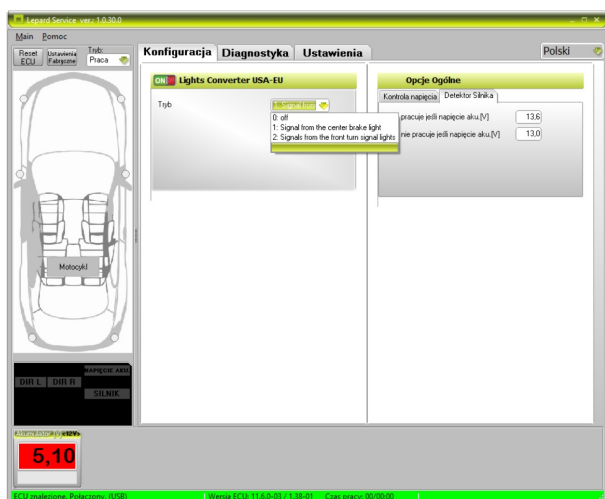 Lepard Service ver.: 1.0.30.0
Main Pomoc
Reset ECU
Ustawienia Fabryczne
Tryb:
Praca
Konfiguracja Diagnostyka Ustawienia
Polski
ON Lights Converter USA-EU
Tryb
0: off
1: Signal from the center brake light
2: Signals from the front turn signal lights
Opcje Ogólne
Kontrola napięcia Detektor Silnika
pracuje jeśli napięcie aku.[V] 13,6
nie pracuje jeśli napięcie aku.[V] 13,0
Motocykl
NAPIĘCIE AKU.
DIR L DIR R
SILNIK
5,10
ECU znalezione. Połączony. (USB) Wersja ECU: 11.6.0-03 / 1.38-01 Czas pracy: 00/00:00